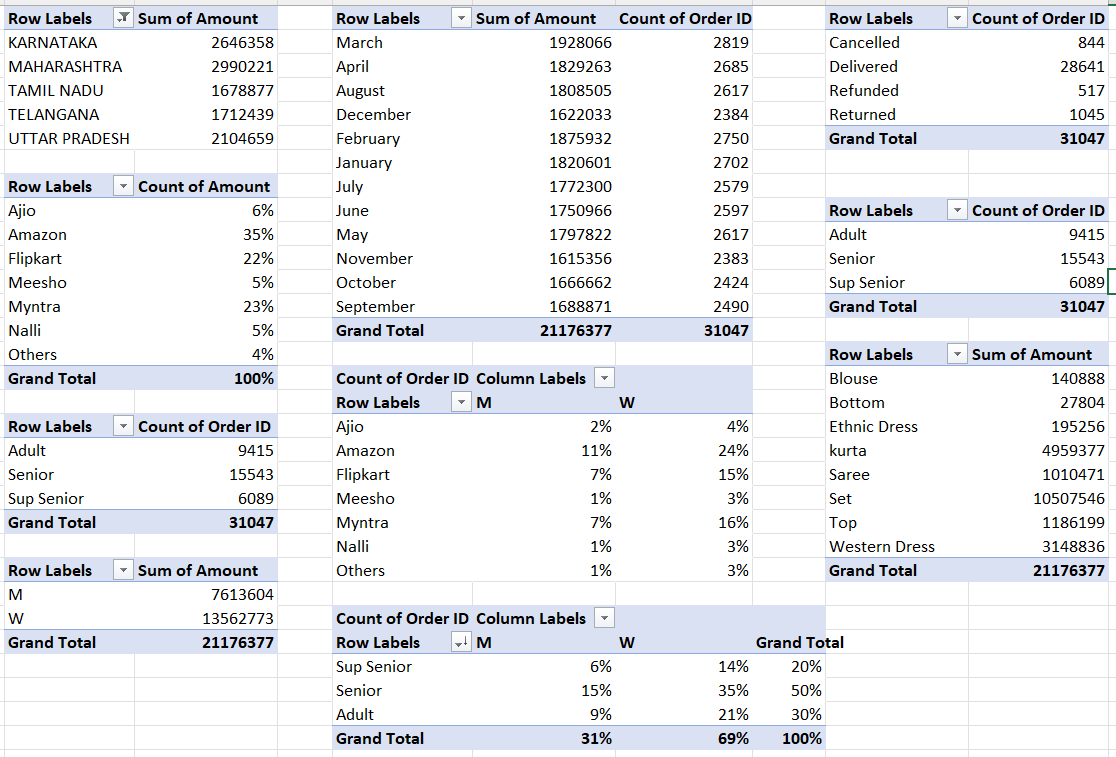 Row Labels Sum of Amount
KARNATAKA 2646358
MAHARASHTRA 2990221
TAMIL NADU 1678877
TELANGANA 1712439
UTTAR PRADESH 2104659
Row Labels Count of Amount
Ajio 6%
Amazon 35%
Flipkart 22%
Meesho 5%
Myntra 23%
Nalli 5%
Others 4%
Grand Total 100%
Row Labels Count of Order ID
Adult 9415
Senior 15543
Sup Senior 6089
Grand Total 31047
Row Labels Sum of Amount
M 7613604
W 13562773
Grand Total 21176377
Row Labels Sum of Amount Count of Order ID
March 1928066 2819
April 1829263 2685
August 1808505 2617
December 1622033 2384
February 1875932 2750
January 1820601 2702
July 1772300 2579
June 1750966 2597
May 1797822 2617
November 1615356 2383
October 1666662 2424
September 1688871 2490
Grand Total 21176377 31047
Count of Order ID Column Labels
Row Labels M W
Ajio 2% 4%
Amazon 11% 24%
Flipkart 7% 15%
Meesho 1% 3%
Myntra 7% 16%
Nalli 1% 3%
Others 1% 3%
Count of Order ID Column Labels
Row Labels M W Grand Total
Sup Senior 6% 14% 20%
Senior 15% 35% 50%
Adult 9% 21% 30%
Grand Total 31% 69% 100%
Row Labels Count of Order ID
Cancelled 844
Delivered 28641
Refunded 517
Returned 1045
Grand Total 31047
Row Labels Count of Order ID
Adult 9415
Senior 15543
Sup Senior 6089
Grand Total 31047
Row Labels Sum of Amount
Blouse 140888
Bottom 27804
Ethnic Dress 195256
kurta 4959377
Saree 1010471
Set 10507546
Top 1186199
Western Dress 3148836
Grand Total 21176377